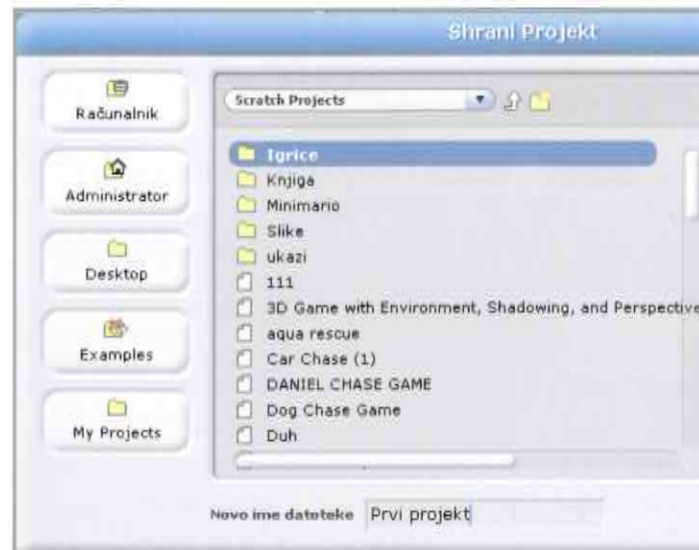 Shrani Projekt
Računalnik
Administrator
Desktop
Examples
My Projects
Scratch Projects
Igrice
Knjiga
Minimario
Slike
ukazi
111
3D Game with Environment, Shadowing, and Perspective
aqua rescue
Car Chase (1)
DANIEL CHASE GAME
Dog Chase Game
Duh
Novo ime datoteke Prvi projekt